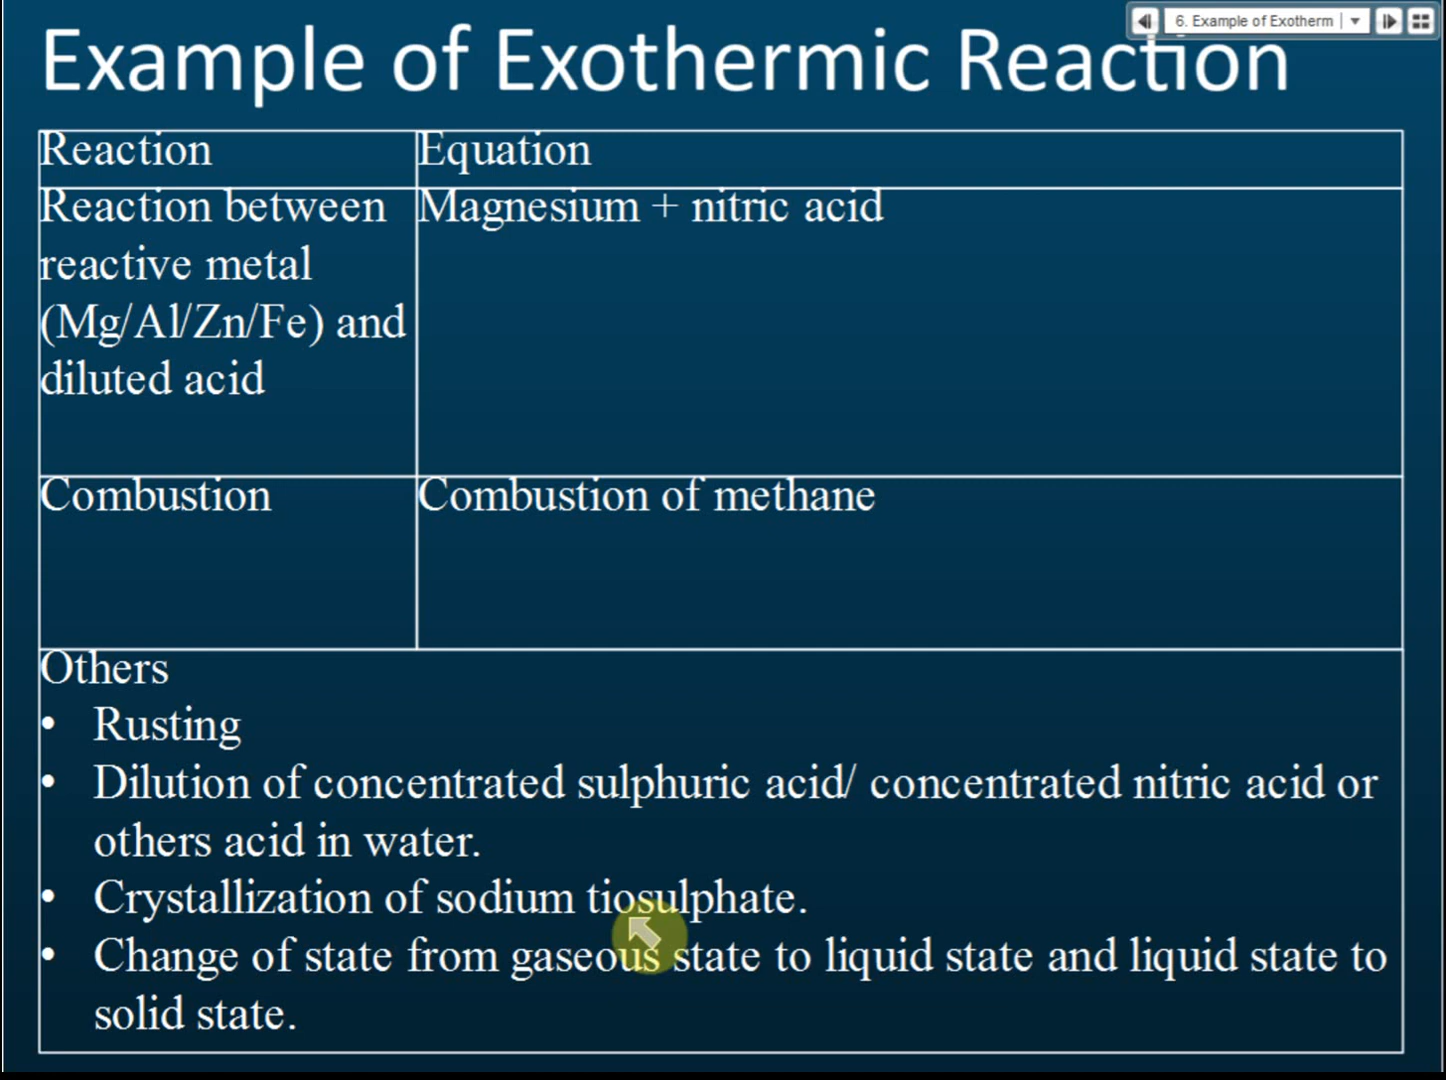 6. Example of Exotherm
Example of Exothermic Reaction
Reaction
Equation
Reaction between
reactive metal
(Mg/Al/Zn/Fe) and
diluted acid
Magnesium + nitric acid
Combustion
Combustion of methane
Others
• Rusting
• Dilution of concentrated sulphuric acid/ concentrated nitric acid or
others acid in water.
• Crystallization of sodium tiosulphate.
• Change of state from gaseous state to liquid state and liquid state to
solid state.